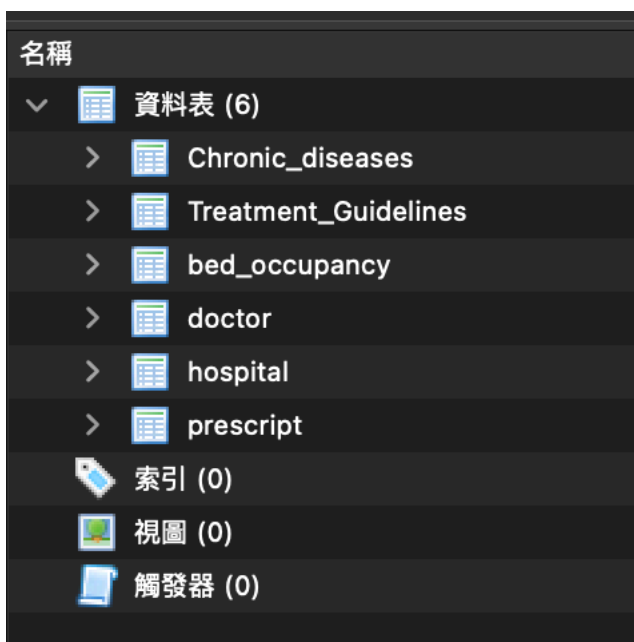 名稱
資料表 (6)
Chronic_diseases
Treatment_Guidelines
bed_occupancy
doctor
hospital
prescript
索引 (0)
視圖 (0)
觸發器 (0)